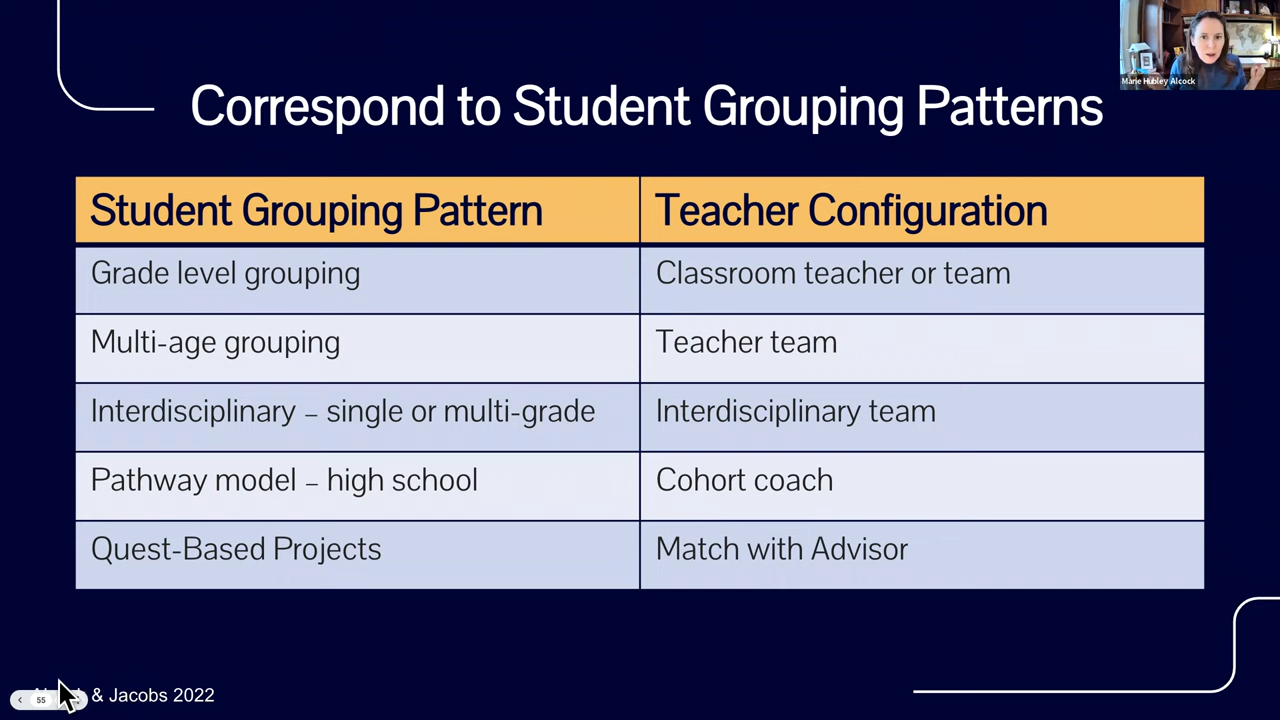 Marie Hubley Alcock
Correspond to Student Grouping Patterns
Student Grouping Pattern
Teacher Configuration
Grade level grouping
Classroom teacher or team
Multi-age grouping
Teacher team
Interdisciplinary – single or multi-grade
Interdisciplinary team
Pathway model – high school
Cohort coach
Quest-Based Projects
Match with Advisor
55
& Jacobs 2022